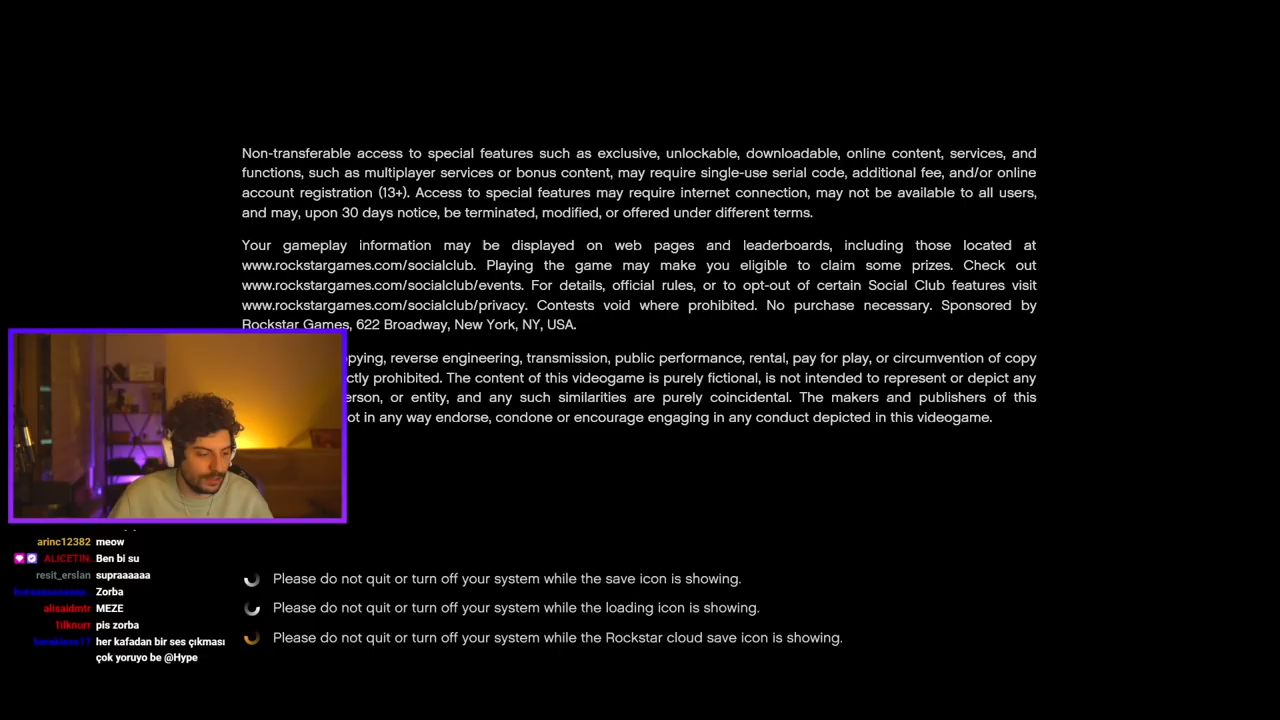 Non-transferable access to special features such as exclusive, unlockable, downloadable, online content, services, and
functions, such as multiplayer services or bonus content, may require single-use serial code, additional fee, and/or online
account registration (13+). Access to special features may require internet connection, may not be available to all users,
and may, upon 30 days notice, be terminated, modified, or offered under different terms.
Your gameplay information may be displayed on web pages and leaderboards, including those located at
www.rockstargames.com/socialclub. Playing the game may make you eligible to claim some prizes. Check out
www.rockstargames.com/socialclub/events. For details, official rules, or to opt-out of certain Social Club features visit
www.rockstargames.com/socialclub/privacy. Contests void where prohibited. No purchase necessary. Sponsored by
Rockstar Games, 622 Broadway, New York, NY, USA.
opying, reverse engineering, transmission, public performance, rental, pay for play, or circumvention of copy
ctly prohibited. The content of this videogame is purely fictional, is not intended to represent or depict any
erson, or entity, and any such similarities are purely coincidental. The makers and publishers of this
ot in any way endorse, condone or encourage engaging in any conduct depicted in this videogame.
arinc12382 meow
ALICETIN.. Ben bi su
resit_erslan supraaaaaa
Zorba
alisaidmtr MEZE
1ilknurr pis zorba
her kafadan bir ses çıkması
çok yoruyo be @Hype
Please do not quit or turn off your system while the save icon is showing.
Please do not quit or turn off your system while the loading icon is showing.
Please do not quit or turn off your system while the Rockstar cloud save icon is showing.